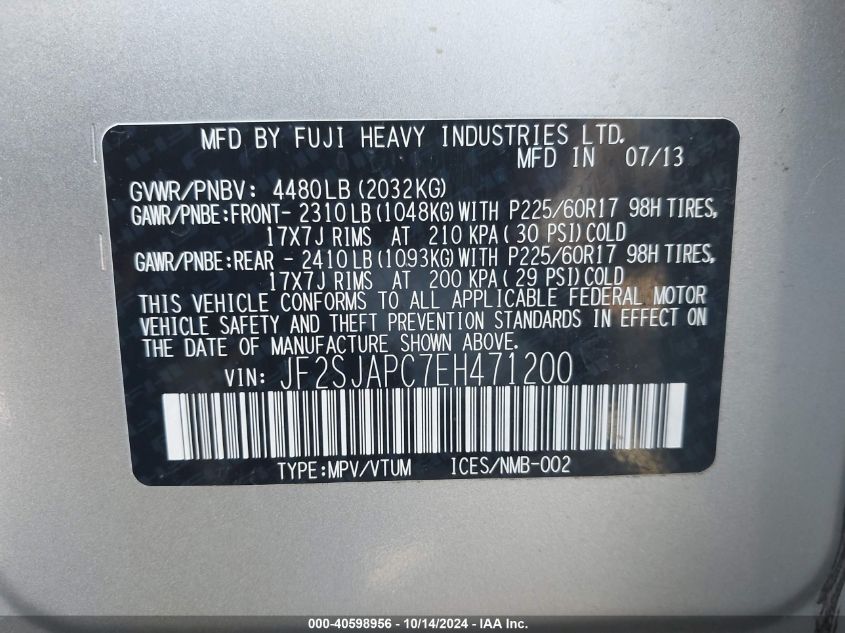 MFD BY FUJI HEAVY INDUSTRIES LTD.
MFD IN 07/13
GVWR/PNBV: 4480LB (2032KG)
GAWR/PNBE:FRONT- 2310 LB (1048KG) WITH P225/60R17 98H TIRES,
17X7J RIMS AT 210 KPA ( 30 PSI) COLD
GAWR/PNBE:REAR - 2410 LB (1093KG) WITH P225/60R17 98H TIRES,
17X7J RIMS AT 200 KPA ( 29 PSI) COLD
THIS VEHICLE CONFORMS TO ALL APPLICABLE FEDERAL MOTOR
VEHICLE SAFETY AND THEFT PREVENTION STANDARDS IN EFFECT ON
THE DATE OF MANUFACTURE SHOWN ABOVE.
VIN: JF2SJAPC7EH471200
TYPE:MPV/VTUM ICES/NMB-002
000-40598956 - 10/14/2024 - IAA Inc.